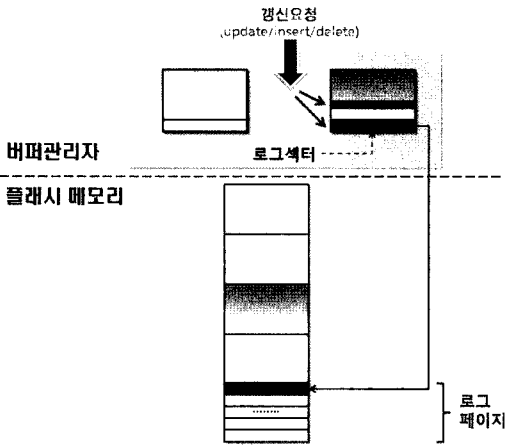 갱신요청
(update/insert/delete)
버퍼관리자
로그섹터
플래시 메모리
........
로그
페이지